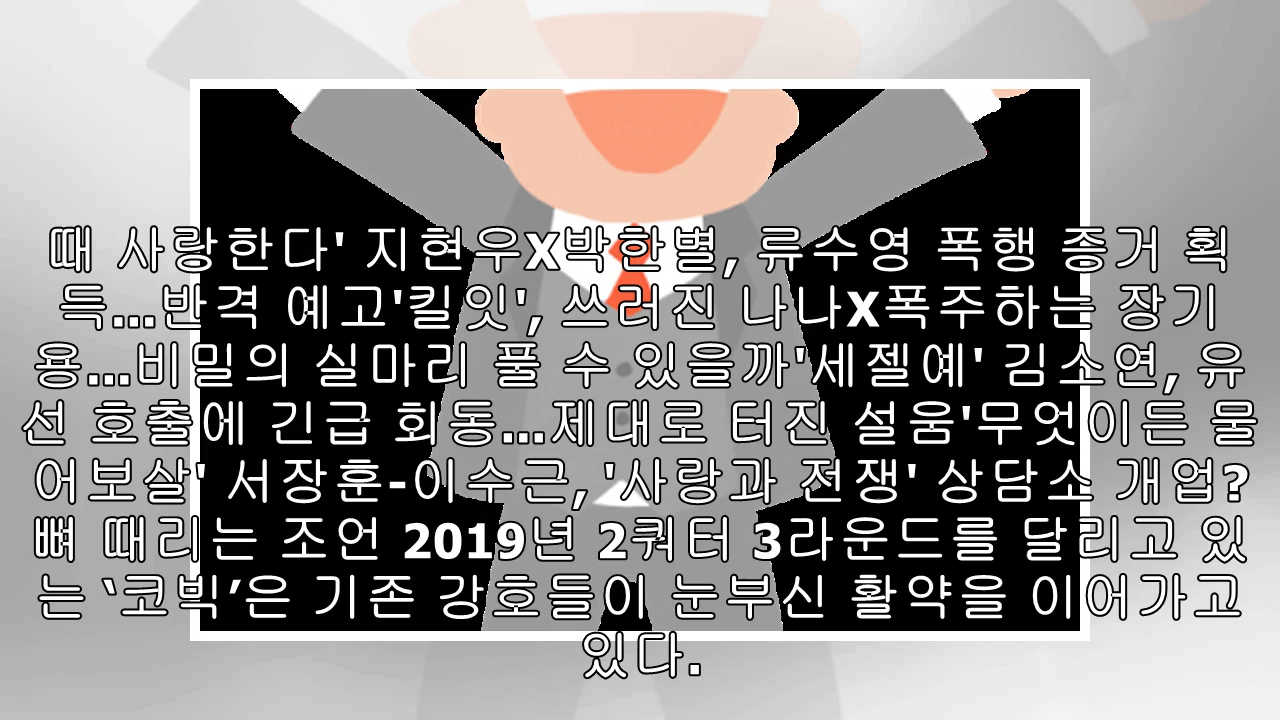 때 사랑한다' 지현우X박한별, 류수영 폭행 증거 획
득...반격 예고'킬잇', 쓰러진 나나X폭주하는 장기
용...비밀의 실마리 풀 수 있을까'세젤예' 김소연, 유
선 호출에 긴급 회동...제대로 터진 설움'무엇이든 물
어보살' 서장훈-이수근, '사랑과 전쟁' 상담소 개업?
뼈 때리는 조언 2019년 2쿼터 3라운드를 달리고 있
는 ‘코빅’은 기존 강호들이 눈부신 활약을 이어가고
있다.